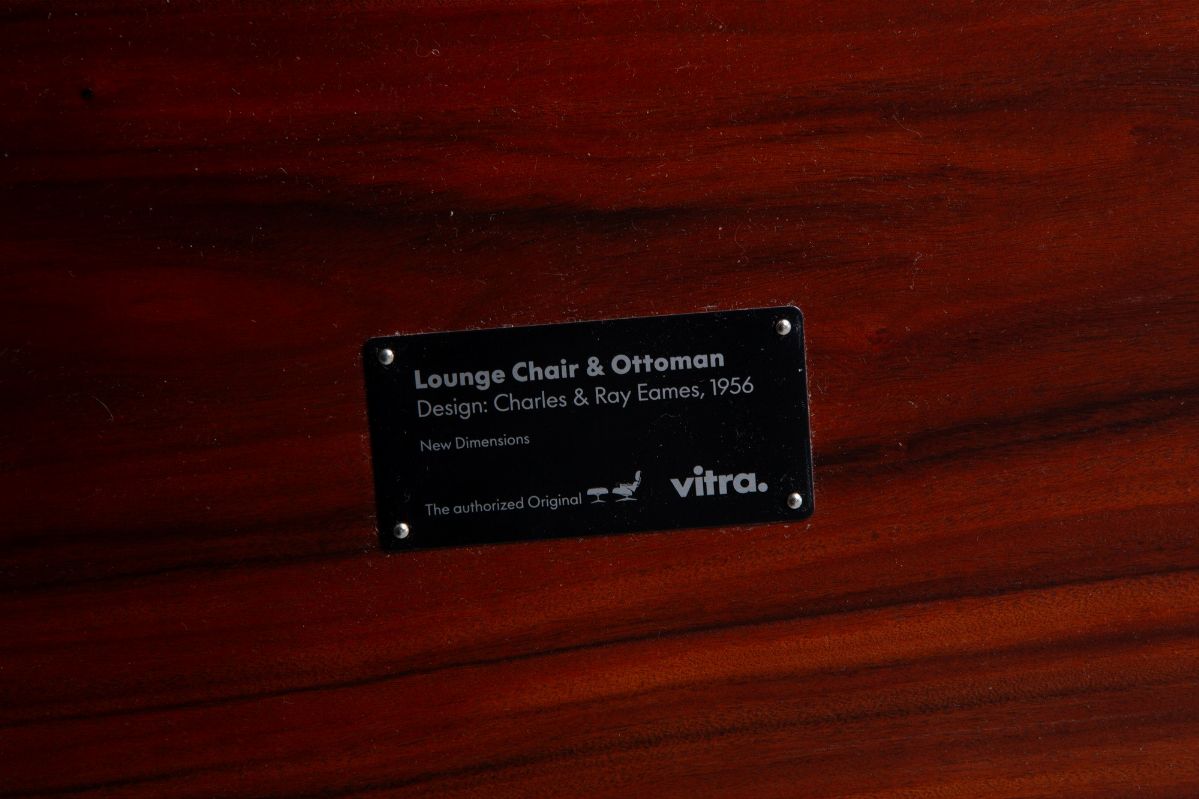 Lounge Chair & Ottoman
Design: Charles & Ray Eames, 1956
New Dimensions
The authorized Original
vitra.